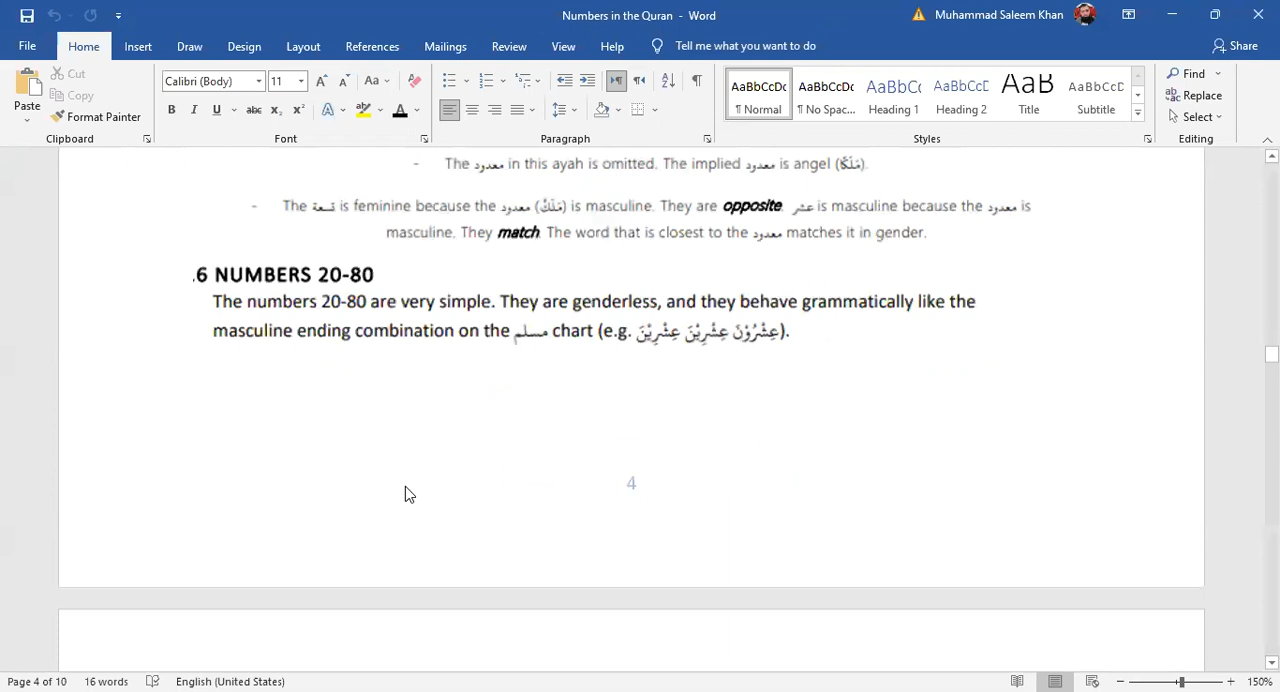 Numbers in the Quran - Word
Muhammad Saleem Khan
File Home Insert Draw Design Layout References Mailings Review View Help Tell me what you want to do Share
Paste
Cut
Copy
Format Painter
Clipboard
Calibri (Body) 11
Font
Paragraph
AaBbCcDc AaBbCcDc AaBbC AaBbCcD AaB AaBbCcD
¶ Normal ¶ No Spac... Heading 1 Heading 2 Title Subtitle
Styles
Find
Replace
Select
Editing
- The معدود in this ayah is omitted. The implied معدود is angel (مَلَكًا).
- The تسعة is feminine because the معدود (مَلَكٌ) is masculine. They are opposite. عشر is masculine because the معدود is
masculine. They match. The word that is closest to the معدود matches it in gender.
.6 NUMBERS 20-80
The numbers 20-80 are very simple. They are genderless, and they behave grammatically like the
masculine ending combination on the مسلم chart (e.g. عِشْرُوْنَ عِشْرِيْنَ عِشْرِيْنَ).
4
Page 4 of 10 16 words English (United States) 150%